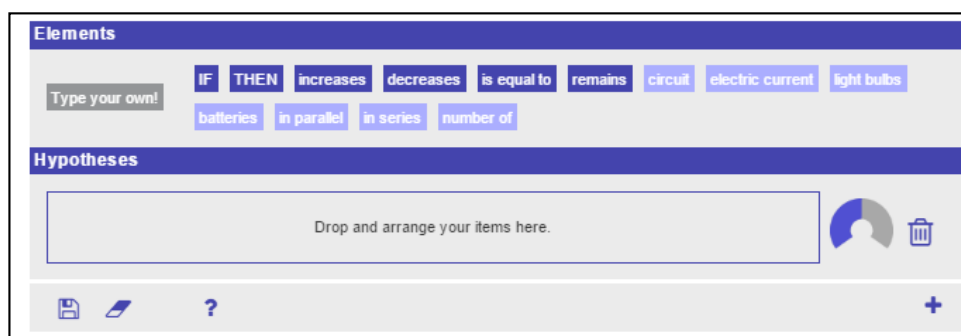 Elements
Type your own!
IF THEN increases decreases is equal to remains circuit electric current light bulbs
batteries in parallel in series number of
Hypotheses
Drop and arrange your items here.
?
+